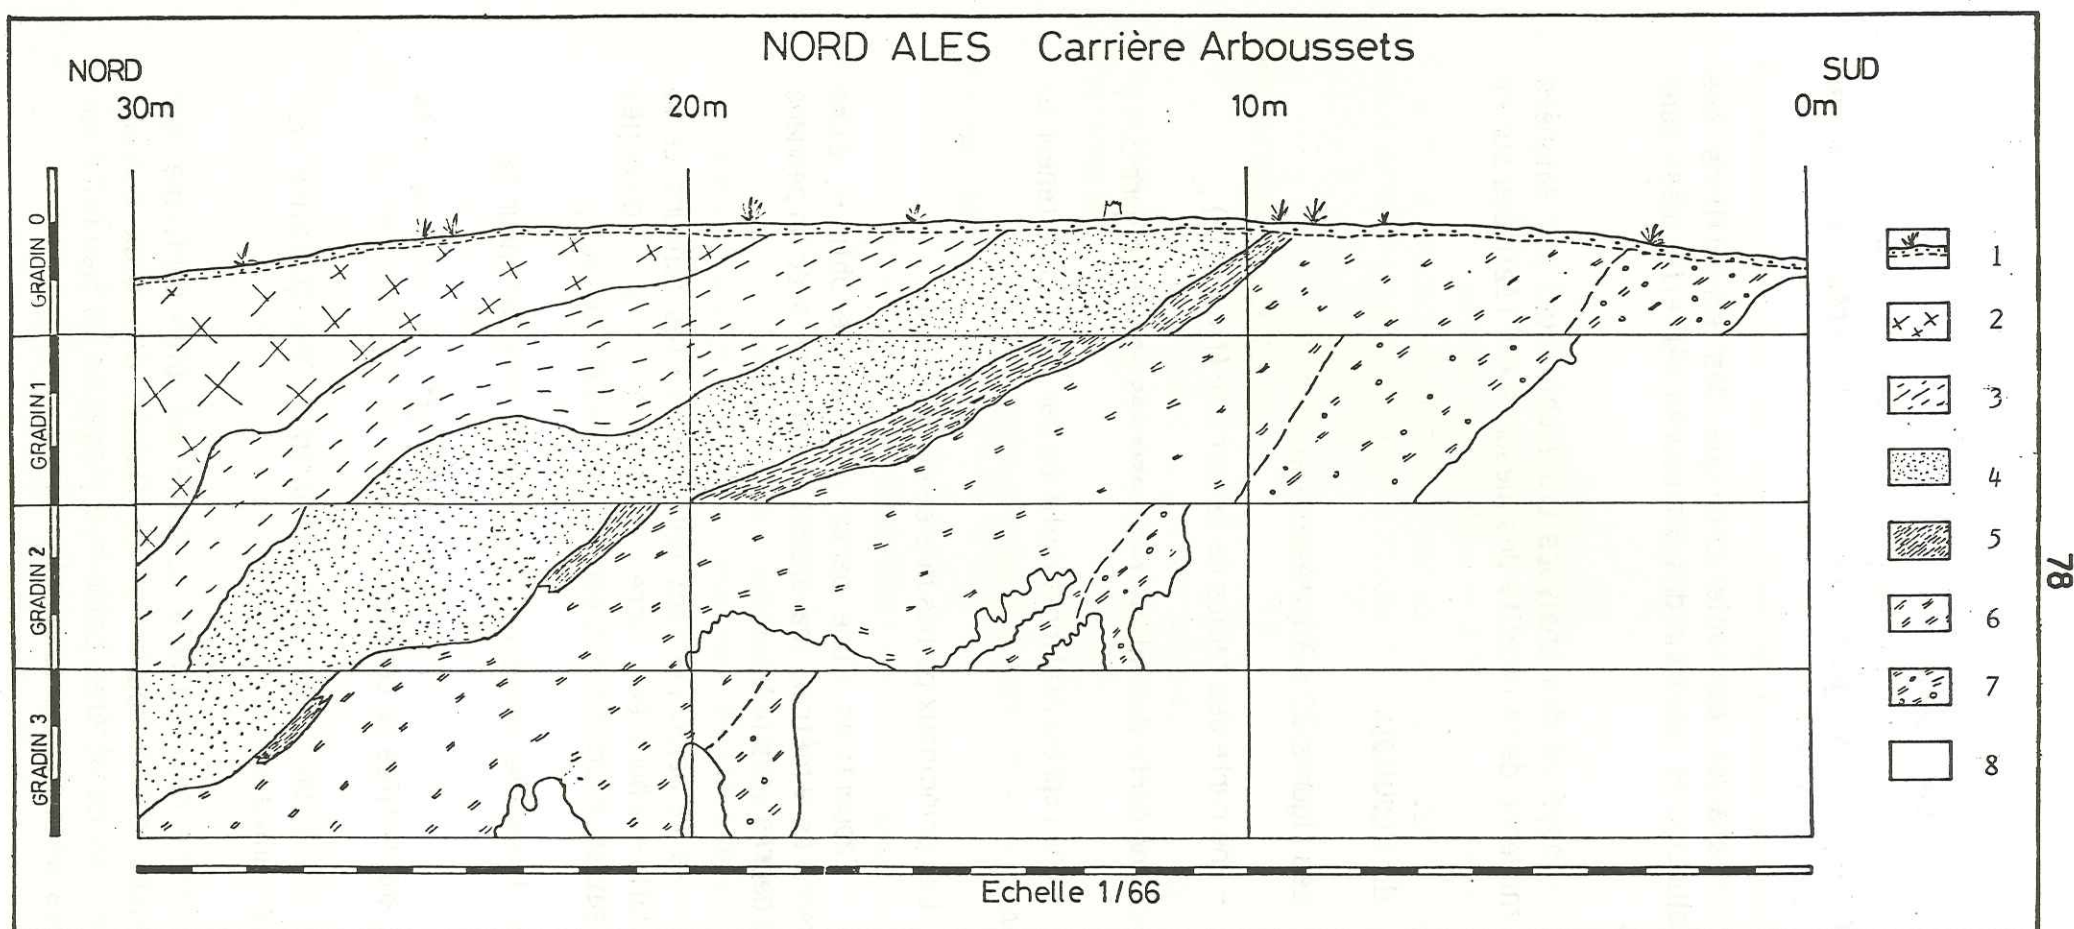 NORD ALES Carrière Arboussets
NORD
SUD
30m
20m
10m
0m
GRADIN 0
GRADIN 1
GRADIN 2
GRADIN 3
1
2
3
4
5
6
7
8
Echelle 1/66
78